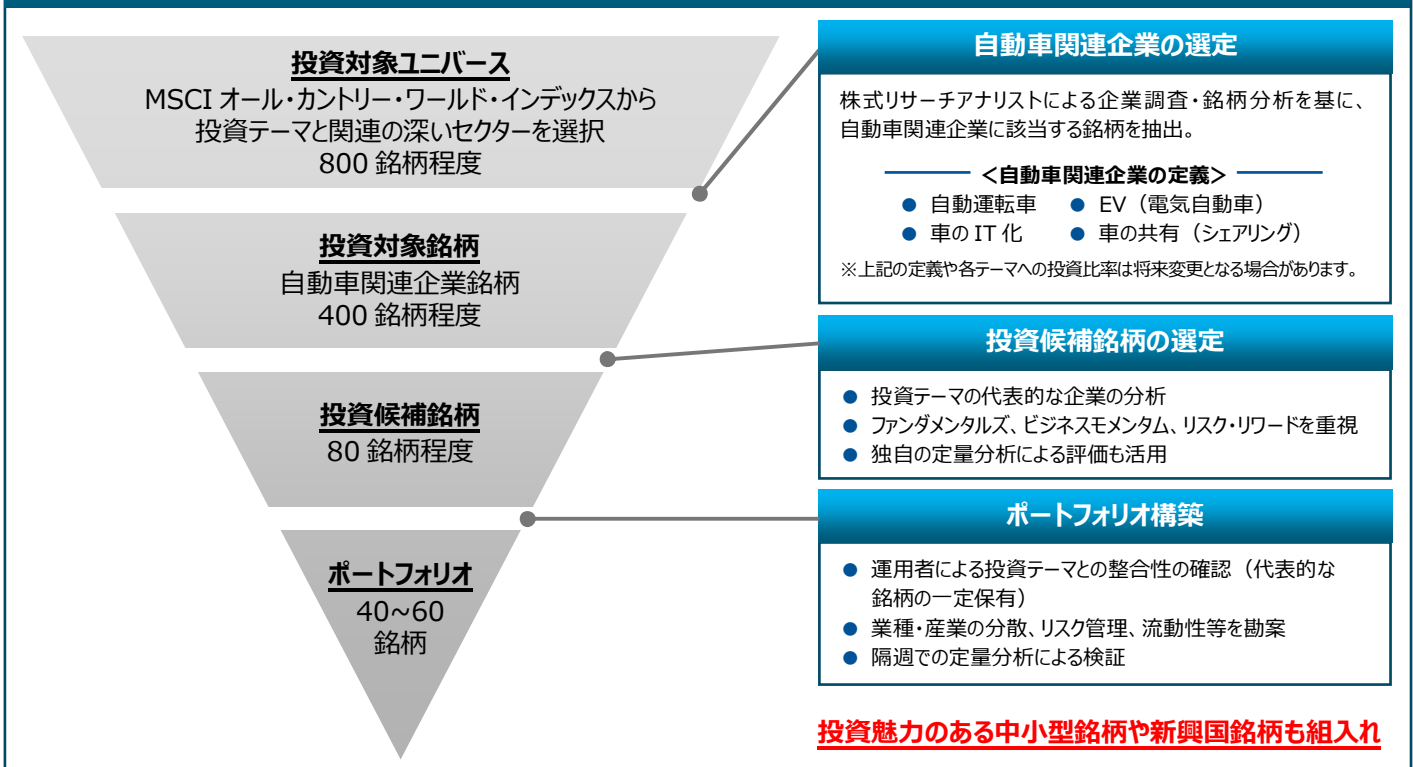 投資対象ユニバース
MSCI オール・カントリー・ワールド・インデックスから
投資テーマと関連の深いセクターを選択
800 銘柄程度
投資対象銘柄
自動車関連企業銘柄
400 銘柄程度
投資候補銘柄
80 銘柄程度
ポートフォリオ
40~60
銘柄
自動車関連企業の選定
株式リサーチアナリストによる企業調査・銘柄分析を基に、
自動車関連企業に該当する銘柄を抽出。
<自動車関連企業の定義>
● 自動運転車 ● EV（電気自動車）
● 車の IT 化 ● 車の共有（シェアリング）
※上記の定義や各テーマへの投資比率は将来変更となる場合があります。
投資候補銘柄の選定
● 投資テーマの代表的な企業の分析
● ファンダメンタルズ、ビジネスモメンタム、リスク・リワードを重視
● 独自の定量分析による評価も活用
ポートフォリオ構築
● 運用者による投資テーマとの整合性の確認（代表的な
銘柄の一定保有）
● 業種・産業の分散、リスク管理、流動性等を勘案
● 隔週での定量分析による検証
投資魅力のある中小型銘柄や新興国銘柄も組入れ